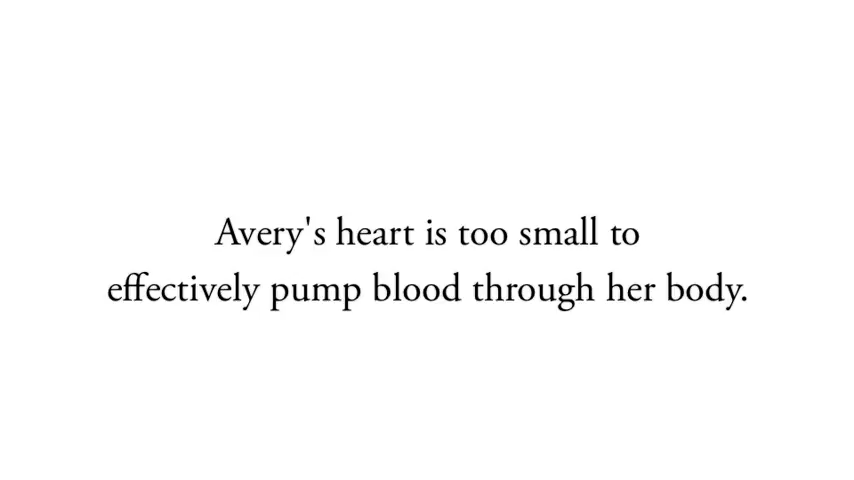 Avery's heart is too small to
effectively pump blood through her body.